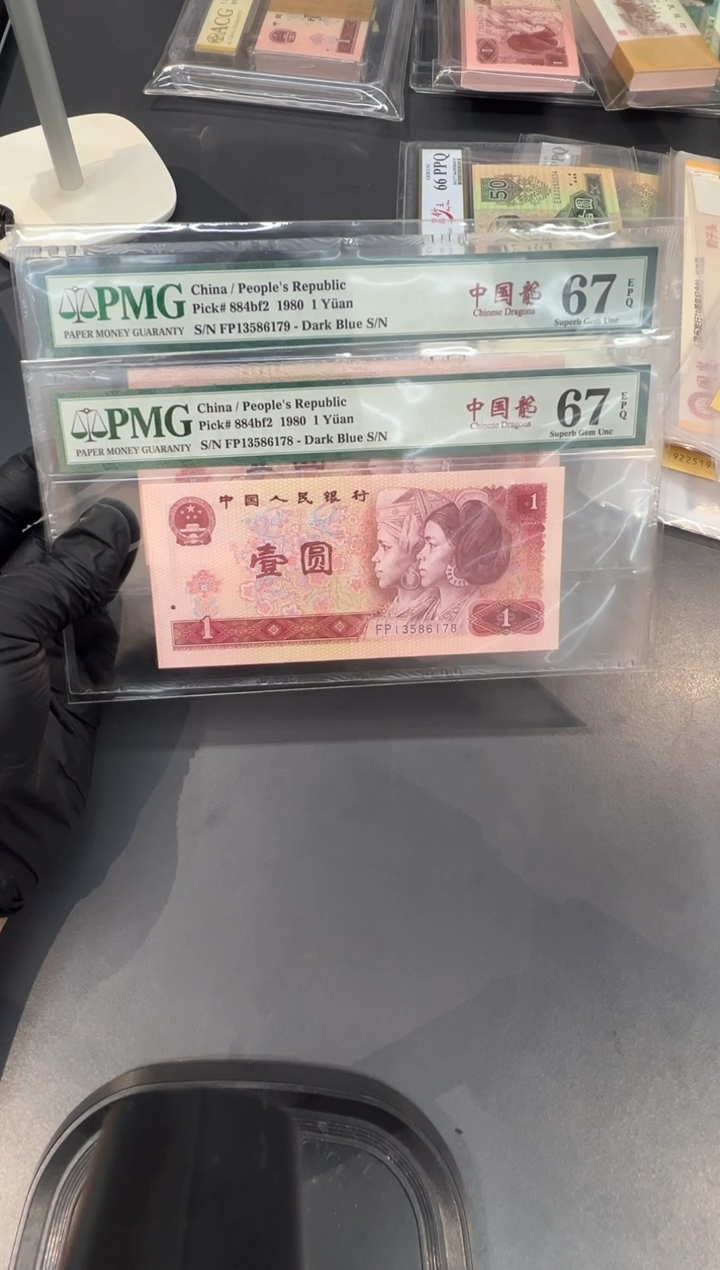 ACG
66 PPQ
50
PMG
PAPER MONEY GUARANTY
China / People's Republic
Pick# 884bf2 1980 1 Yüan
S/N FP13586179 - Dark Blue S/N
中国龙
Chinese Dragons
67
EPQ
Superb Gem Unc
PMG
PAPER MONEY GUARANTY
China / People's Republic
Pick# 884bf2 1980 1 Yüan
S/N FP13586178 - Dark Blue S/N
中国龙
Chinese Dragons
67
EPQ
Superb Gem Unc
中国人民银行
1
壹圆
1
FP13586178
1